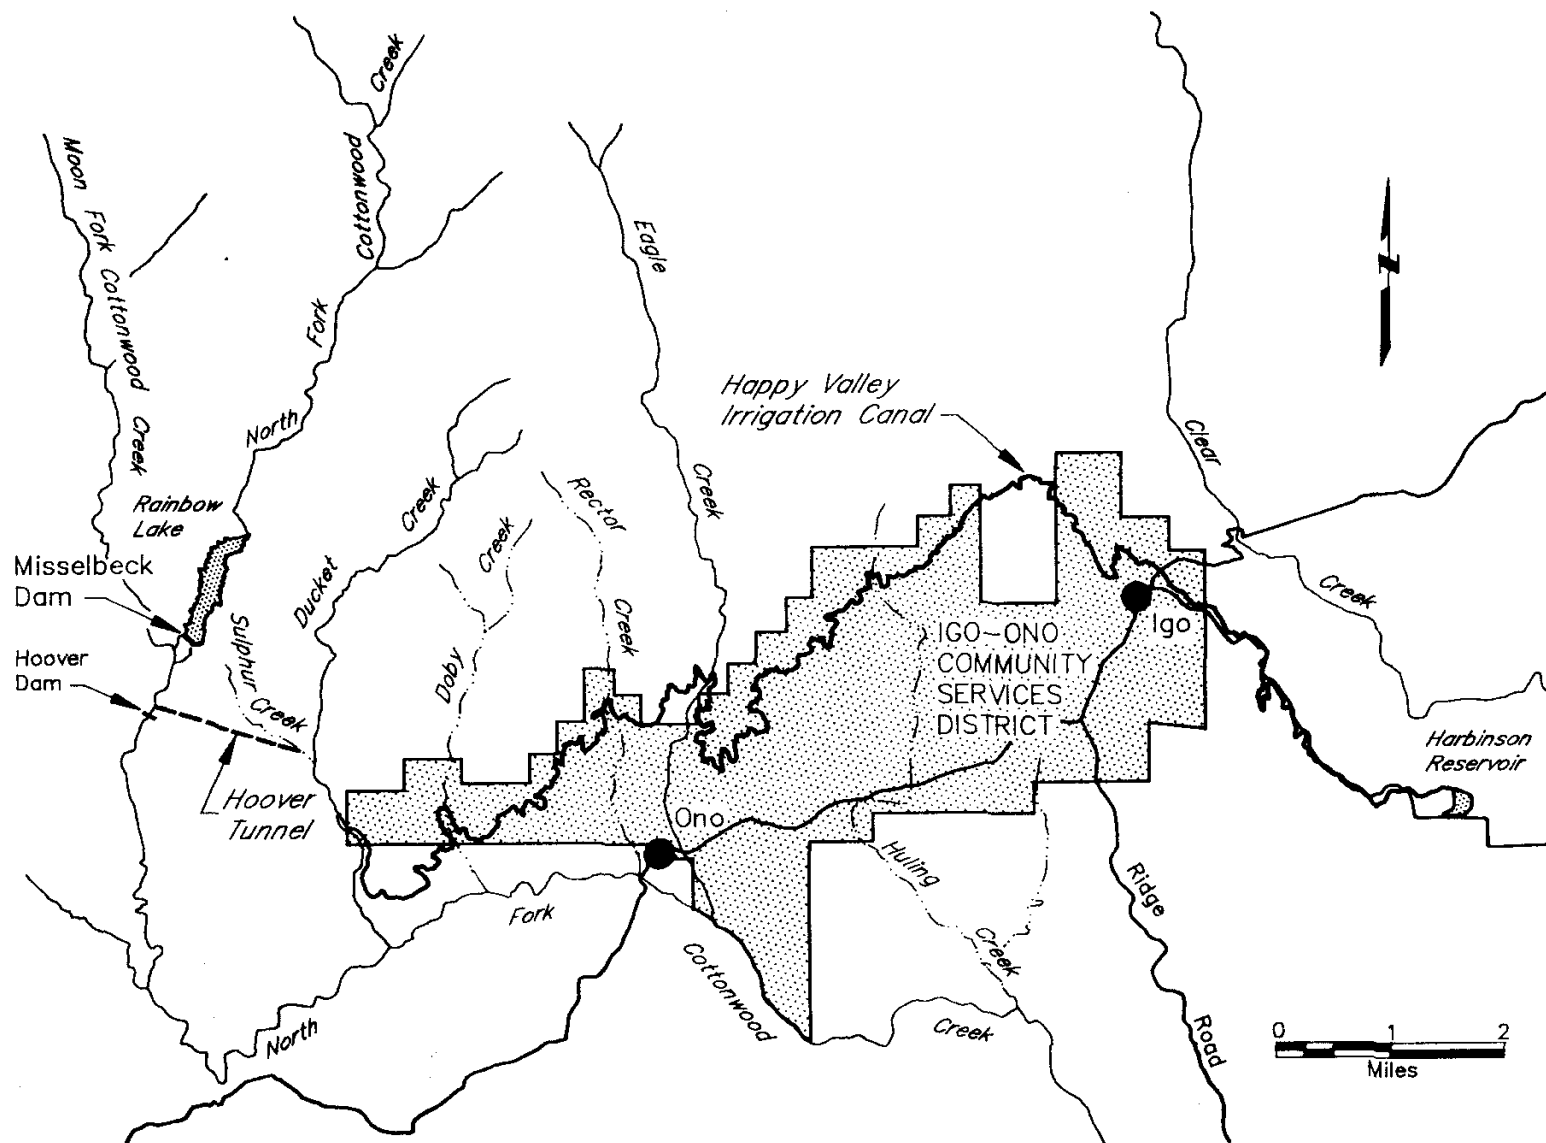 Creek
Cottonwood
Fork
North
Moon Fork Cottonwood Creek
Eagle
Creek
Happy Valley
Irrigation Canal
Clear
Creek
N
Rainbow
Lake
Misselbeck
Dam
Hoover
Dam
Sulphur Creek
Ducket
Creek
Doby
Creek
Rector
Creek
Hoover
Tunnel
IGO-ONO
COMMUNITY
SERVICES
DISTRICT
Igo
Ono
Harbinson
Reservoir
Huling
Creek
Ridge
Road
North
Fork
Cottonwood
Creek
0 1 2
Miles